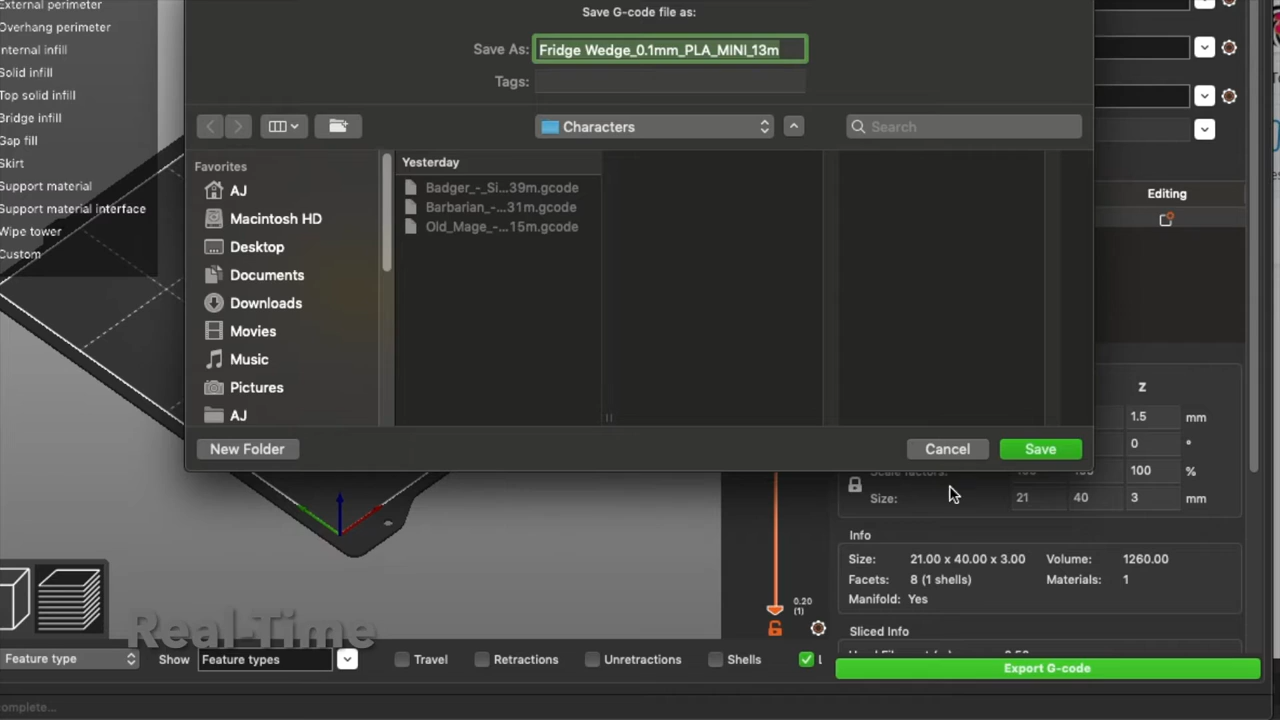 External perimeter
Overhang perimeter
Internal infill
Solid infill
Top solid infill
Bridge infill
Gap fill
Skirt
Support material
Support material interface
Wipe tower
Custom
Save G-code file as:
Save As: Fridge Wedge_0.1mm_PLA_MINI_13m
Tags:
Characters
Search
Favorites
AJ
Macintosh HD
Desktop
Documents
Downloads
Movies
Music
Pictures
AJ
Yesterday
Badger_-_Si...39m.gcode
Barbarian_-...31m.gcode
Old_Mage_-...15m.gcode
New Folder
Cancel
Save
Editing
Z
1.5 mm
0 °
Scale factors: 100 100 100 %
Size: 21 40 3 mm
Info
Size: 21.00 x 40.00 x 3.00 Volume: 1260.00
Facets: 8 (1 shells) Materials: 1
Manifold: Yes
Sliced Info
0.20
(1)
Real-Time
Feature type
Show
Feature types
Travel
Retractions
Unretractions
Shells
Export G-code
complete...